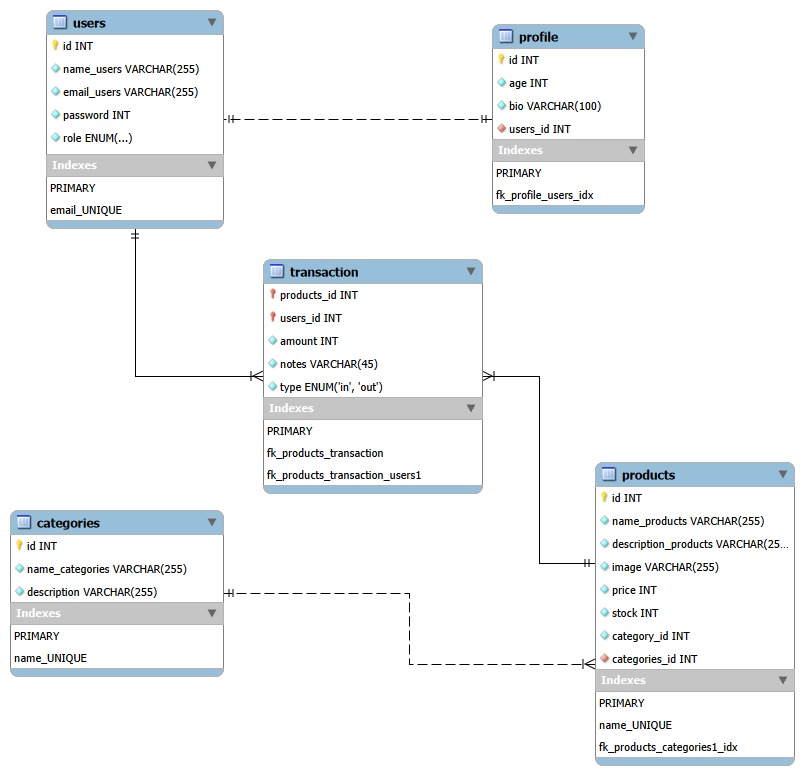 users
id INT
name_users VARCHAR(255)
email_users VARCHAR(255)
password INT
role ENUM(...)
Indexes
PRIMARY
email_UNIQUE
profile
id INT
age INT
bio VARCHAR(100)
users_id INT
Indexes
PRIMARY
fk_profile_users_idx
transaction
products_id INT
users_id INT
amount INT
notes VARCHAR(45)
type ENUM('in', 'out')
Indexes
PRIMARY
fk_products_transaction
fk_products_transaction_users1
categories
id INT
name_categories VARCHAR(255)
description VARCHAR(255)
Indexes
PRIMARY
name_UNIQUE
products
id INT
name_products VARCHAR(255)
description_products VARCHAR(25...
image VARCHAR(255)
price INT
stock INT
category_id INT
categories_id INT
Indexes
PRIMARY
name_UNIQUE
fk_products_categories1_idx